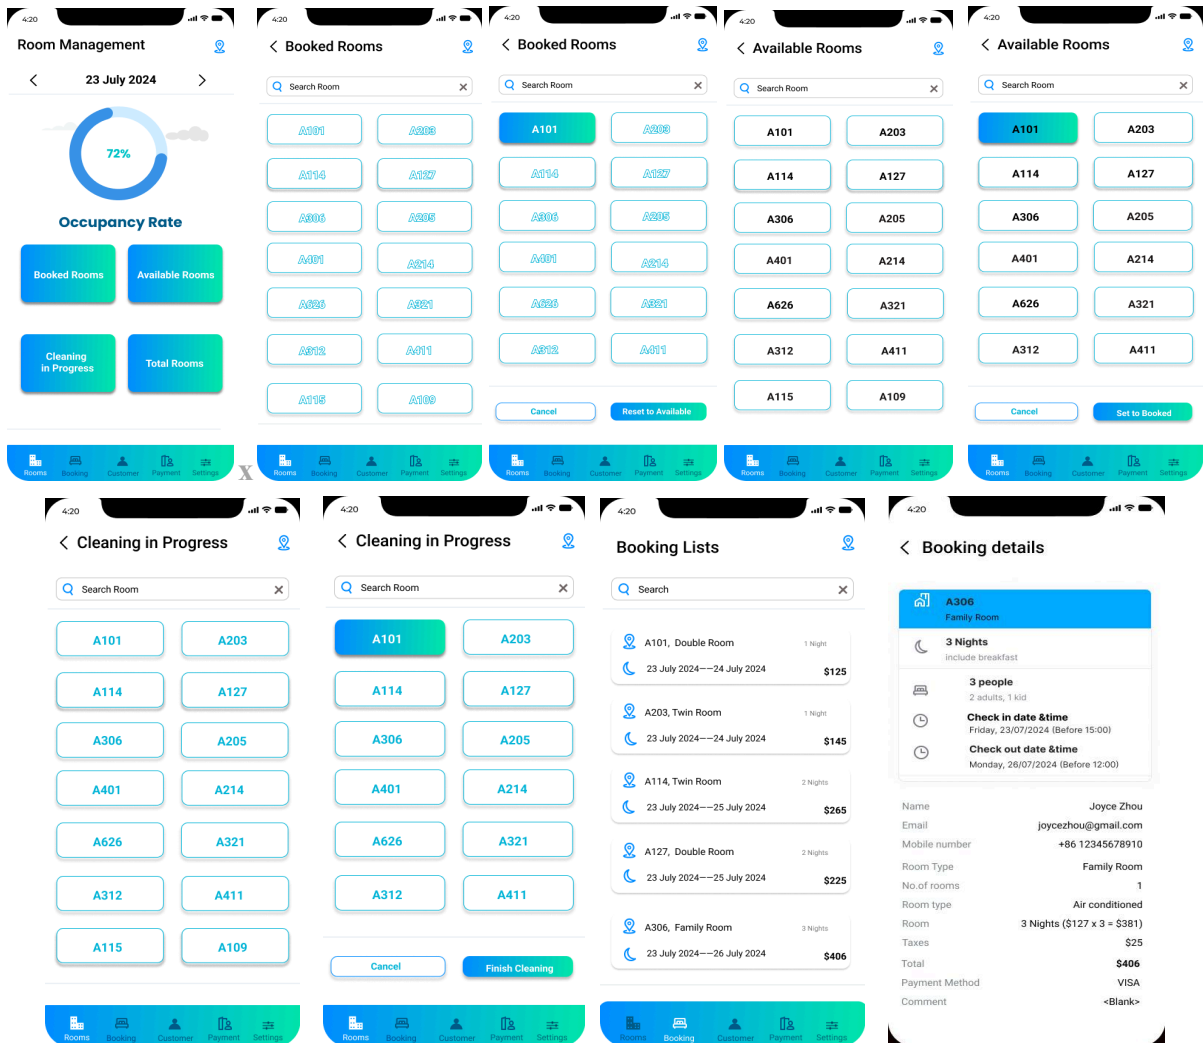 4:20
Room Management
23 July 2024
72%
Occupancy Rate
Booked Rooms
Available Rooms
Cleaning
in Progress
Total Rooms
Rooms Booking Customer Payment Settings
x
4:20
Booked Rooms
Search Room
A101 A203
A114 A127
A306 A205
A401 A214
A626 A321
A312 A411
A115 A109
Rooms Booking Customer Payment Settings
4:20
Booked Rooms
Search Room
A101 A203
A114 A127
A306 A205
A401 A214
A626 A321
A312 A411
Cancel Reset to Available
Rooms Booking Customer Payment Settings
4:20
Available Rooms
Search Room
A101 A203
A114 A127
A306 A205
A401 A214
A626 A321
A312 A411
A115 A109
Rooms Booking Customer Payment Settings
4:20
Available Rooms
Search Room
A101 A203
A114 A127
A306 A205
A401 A214
A626 A321
A312 A411
Cancel Set to Booked
Rooms Booking Customer Payment Settings
4:20
Cleaning in Progress
Search Room
A101 A203
A114 A127
A306 A205
A401 A214
A626 A321
A312 A411
A115 A109
Rooms Booking Customer Payment Settings
4:20
Cleaning in Progress
Search Room
A101 A203
A114 A127
A306 A205
A401 A214
A626 A321
A312 A411
Cancel Finish Cleaning
Rooms Booking Customer Payment Settings
4:20
Booking Lists
Search
A101, Double Room 1 Night
23 July 2024——24 July 2024 $125
A203, Twin Room 1 Night
23 July 2024——24 July 2024 $145
A114, Twin Room 2 Nights
23 July 2024——25 July 2024 $265
A127, Double Room 2 Nights
23 July 2024——25 July 2024 $225
A306, Family Room 3 Nights
23 July 2024——26 July 2024 $406
Rooms Booking Customer Payment Settings
4:20
Booking details
A306
Family Room
3 Nights
include breakfast
3 people
2 adults, 1 kid
Check in date &time
Friday, 23/07/2024 (Before 15:00)
Check out date &time
Monday, 26/07/2024 (Before 12:00)
Name Joyce Zhou
Email joycezhou@gmail.com
Mobile number +86 12345678910
Room Type Family Room
No.of rooms 1
Room type Air conditioned
Room 3 Nights ($127 x 3 = $381)
Taxes $25
Total $406
Payment Method VISA
Comment <Blank>